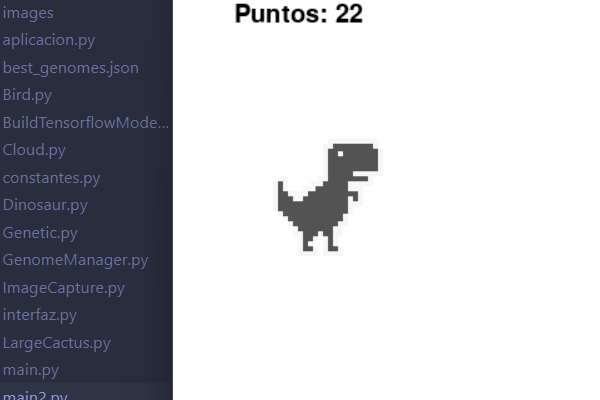 images
aplicacion.py
best_genomes.json
Bird.py
BuildTensorflowMode...
Cloud.py
constantes.py
Dinosaur.py
Genetic.py
GenomeManager.py
ImageCapture.py
interfaz.py
LargeCactus.py
main.py
main2.py
Puntos: 22